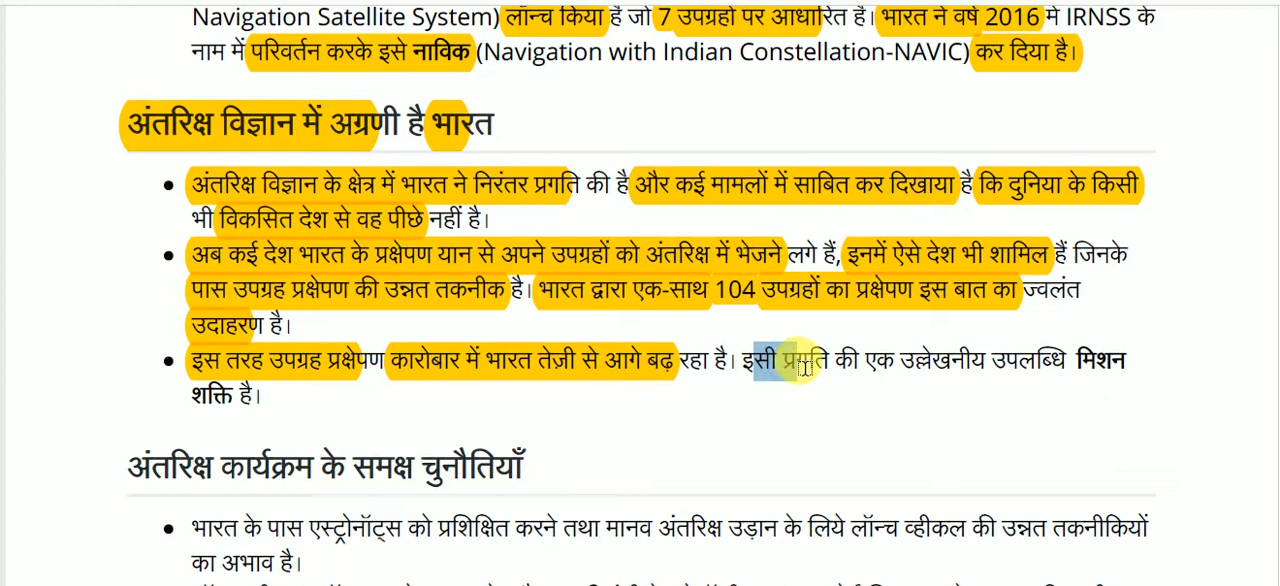 Navigation Satellite System) लॉन्च किया है जो 7 उपग्रहों पर आधारित है। भारत ने वर्ष 2016 में IRNSS के
नाम में परिवर्तन करके इसे नाविक (Navigation with Indian Constellation-NAVIC) कर दिया है।
अंतरिक्ष विज्ञान में अग्रणी है भारत
• अंतरिक्ष विज्ञान के क्षेत्र में भारत ने निरंतर प्रगति की है और कई मामलों में साबित कर दिखाया है कि दुनिया के किसी
भी विकसित देश से वह पीछे नहीं है।
• अब कई देश भारत के प्रक्षेपण यान से अपने उपग्रहों को अंतरिक्ष में भेजने लगे हैं, इनमें ऐसे देश भी शामिल हैं जिनके
पास उपग्रह प्रक्षेपण की उन्नत तकनीक है। भारत द्वारा एक-साथ 104 उपग्रहों का प्रक्षेपण इस बात का ज्वलंत
उदाहरण है।
• इस तरह उपग्रह प्रक्षेपण कारोबार में भारत तेज़ी से आगे बढ़ रहा है। इसी प्रगति की एक उल्लेखनीय उपलब्धि मिशन
शक्ति है।
अंतरिक्ष कार्यक्रम के समक्ष चुनौतियाँ
• भारत के पास एस्ट्रोनॉट्स को प्रशिक्षित करने तथा मानव अंतरिक्ष उड़ान के लिये लॉन्च व्हीकल की उन्नत तकनीकियों
का अभाव है।